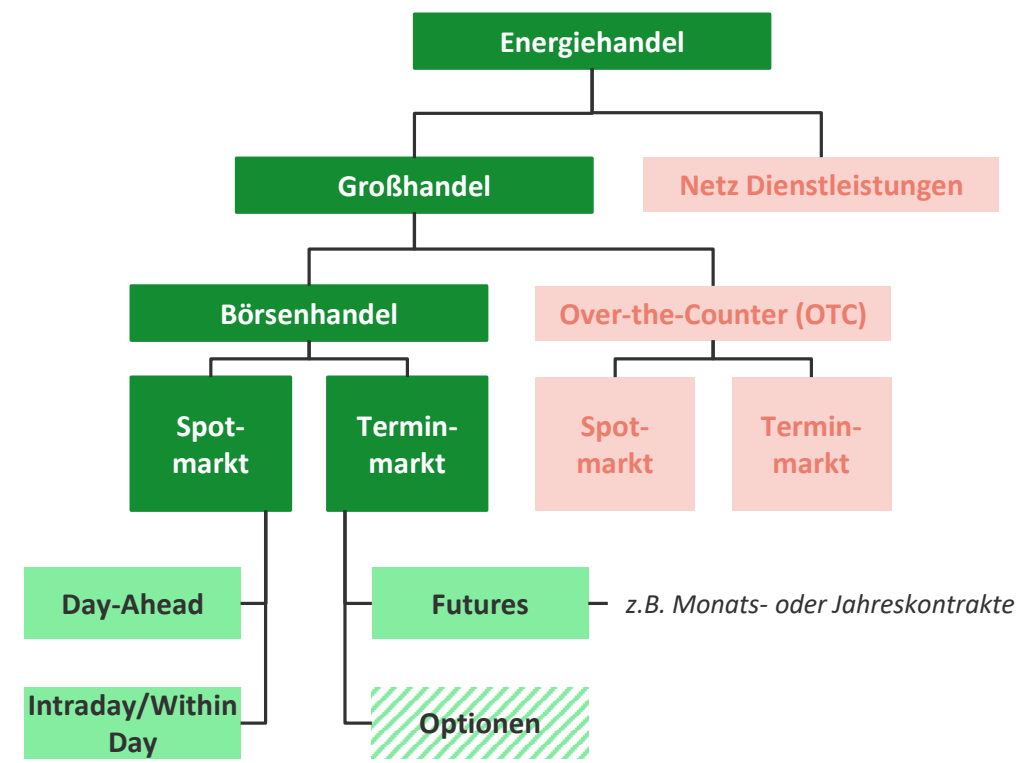 Energiehandel
Großhandel
Netz Dienstleistungen
Börsenhandel
Over-the-Counter (OTC)
Spot-
markt
Termin-
markt
Spot-
markt
Termin-
markt
Day-Ahead
Futures
z.B. Monats- oder Jahreskontrakte
Intraday/Within
Day
Optionen